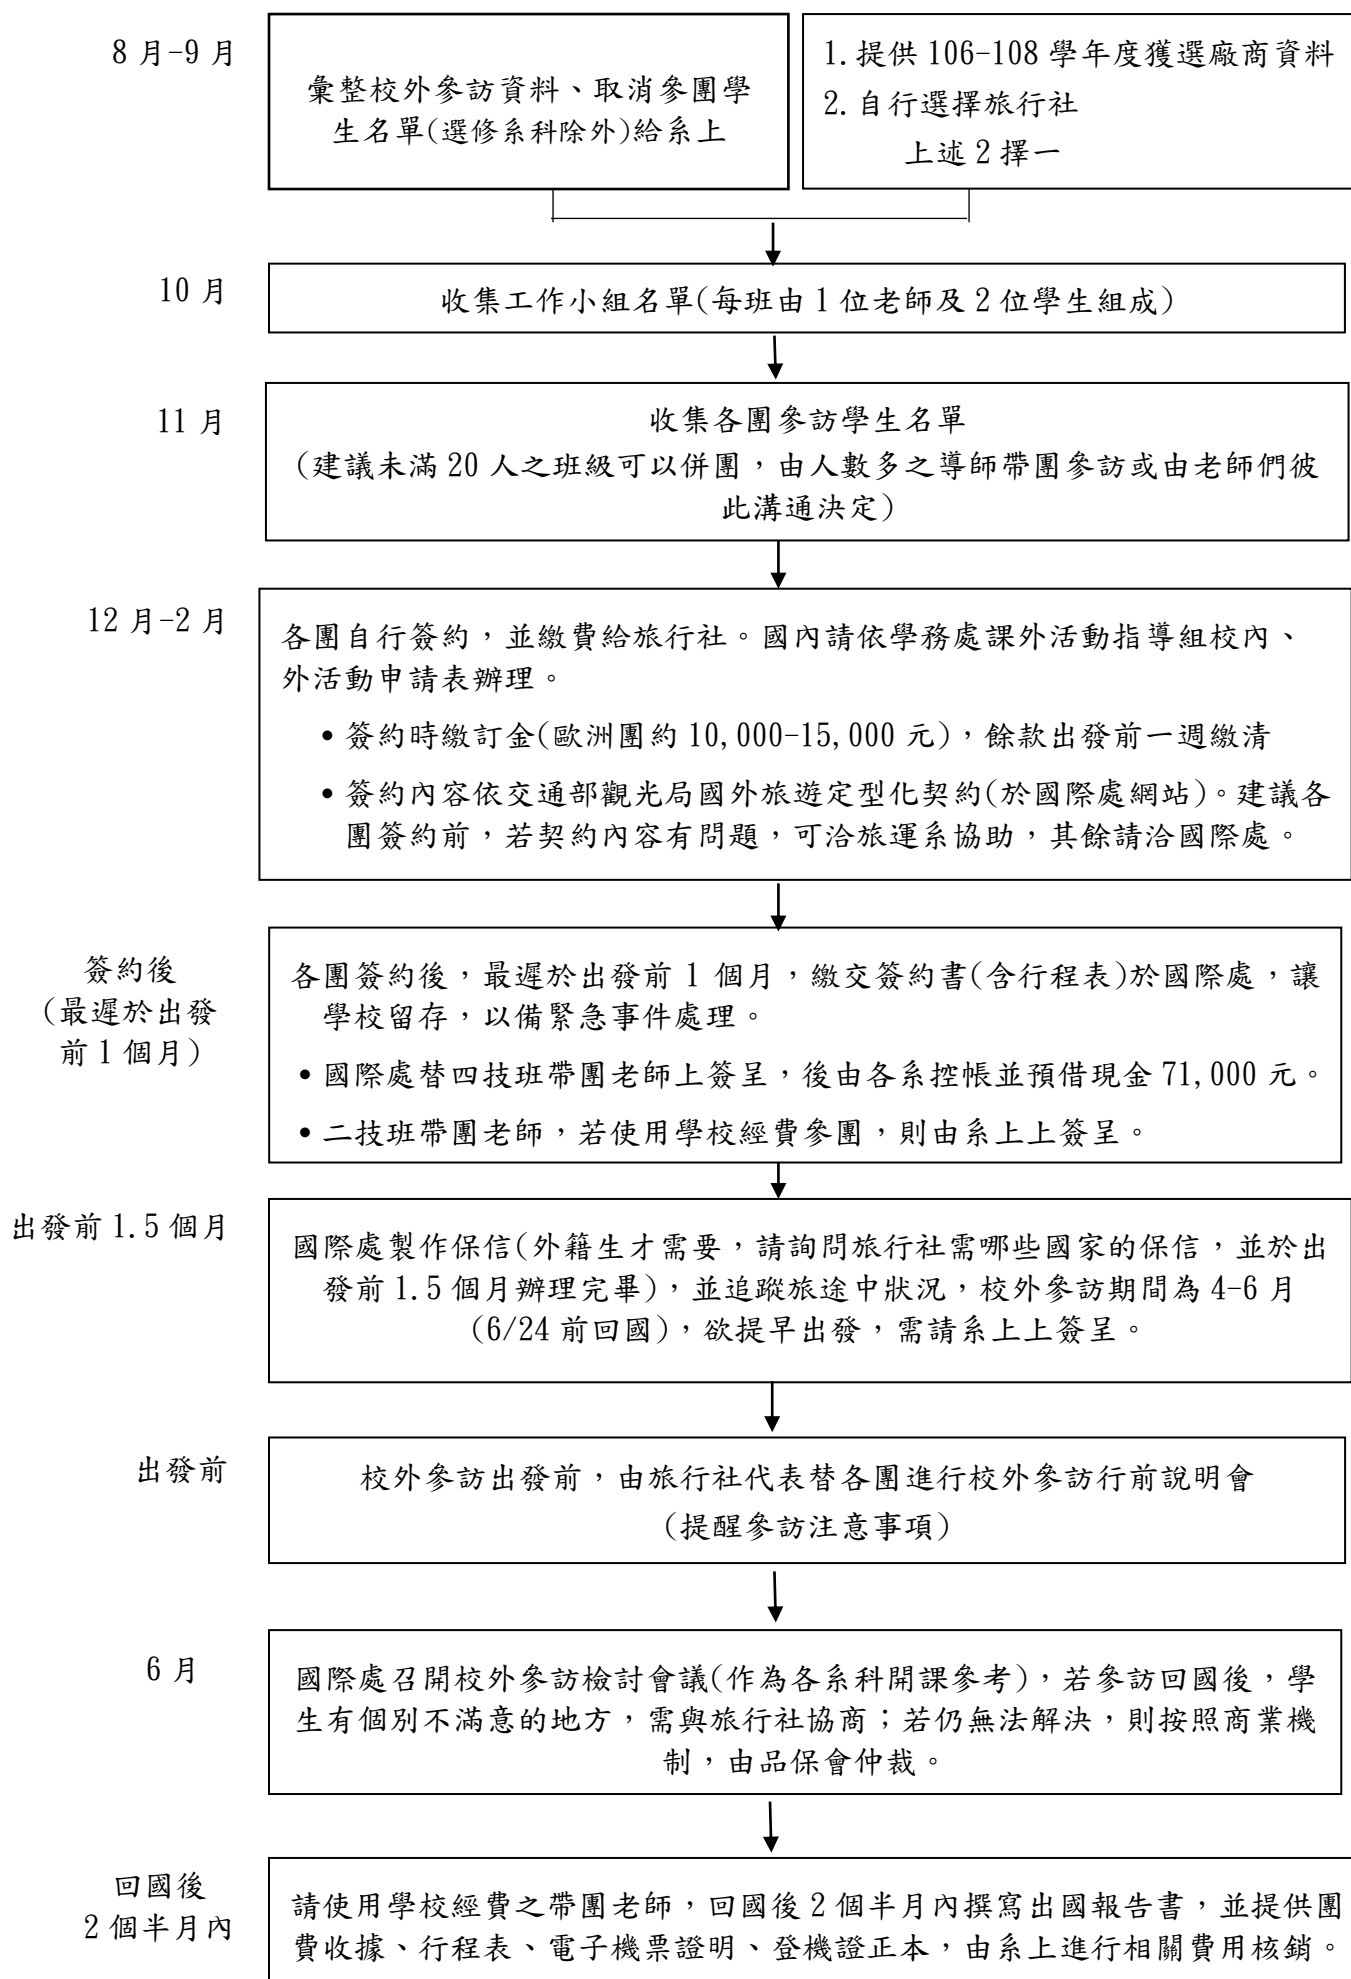 8 月-9 月
彙整校外參訪資料、取消參團學
生名單(選修系科除外)給系上
1. 提供 106-108 學年度獲選廠商資料
2. 自行選擇旅行社
上述 2 擇一
10 月
收集工作小組名單(每班由 1 位老師及 2 位學生組成)
11 月
收集各團參訪學生名單
(建議未滿 20 人之班級可以併團，由人數多之導師帶團參訪或由老師們彼
此溝通決定)
12 月-2 月
各團自行簽約，並繳費給旅行社。國內請依學務處課外活動指導組校內、
外活動申請表辦理。
• 簽約時繳訂金(歐洲團約 10,000-15,000 元)，餘款出發前一週繳清
• 簽約內容依交通部觀光局國外旅遊定型化契約(於國際處網站)。建議各
團簽約前，若契約內容有問題，可洽旅運系協助，其餘請洽國際處。
簽約後
(最遲於出發
前 1 個月)
各團簽約後，最遲於出發前 1 個月，繳交簽約書(含行程表)於國際處，讓
學校留存，以備緊急事件處理。
• 國際處替四技班帶團老師上簽呈，後由各系控帳並預借現金 71,000 元。
• 二技班帶團老師，若使用學校經費參團，則由系上上簽呈。
出發前 1.5 個月
國際處製作保信(外籍生才需要，請詢問旅行社需哪些國家的保信，並於出
發前 1.5 個月辦理完畢)，並追蹤旅途中狀況，校外參訪期間為 4-6 月
(6/24 前回國)，欲提早出發，需請系上上簽呈。
出發前
校外參訪出發前，由旅行社代表替各團進行校外參訪行前說明會
(提醒參訪注意事項)
6 月
國際處召開校外參訪檢討會議(作為各系科開課參考)，若參訪回國後，學
生有個別不滿意的地方，需與旅行社協商；若仍無法解決，則按照商業機
制，由品保會仲裁。
回國後
2 個半月內
請使用學校經費之帶團老師，回國後 2 個半月內撰寫出國報告書，並提供團
費收據、行程表、電子機票證明、登機證正本，由系上進行相關費用核銷。